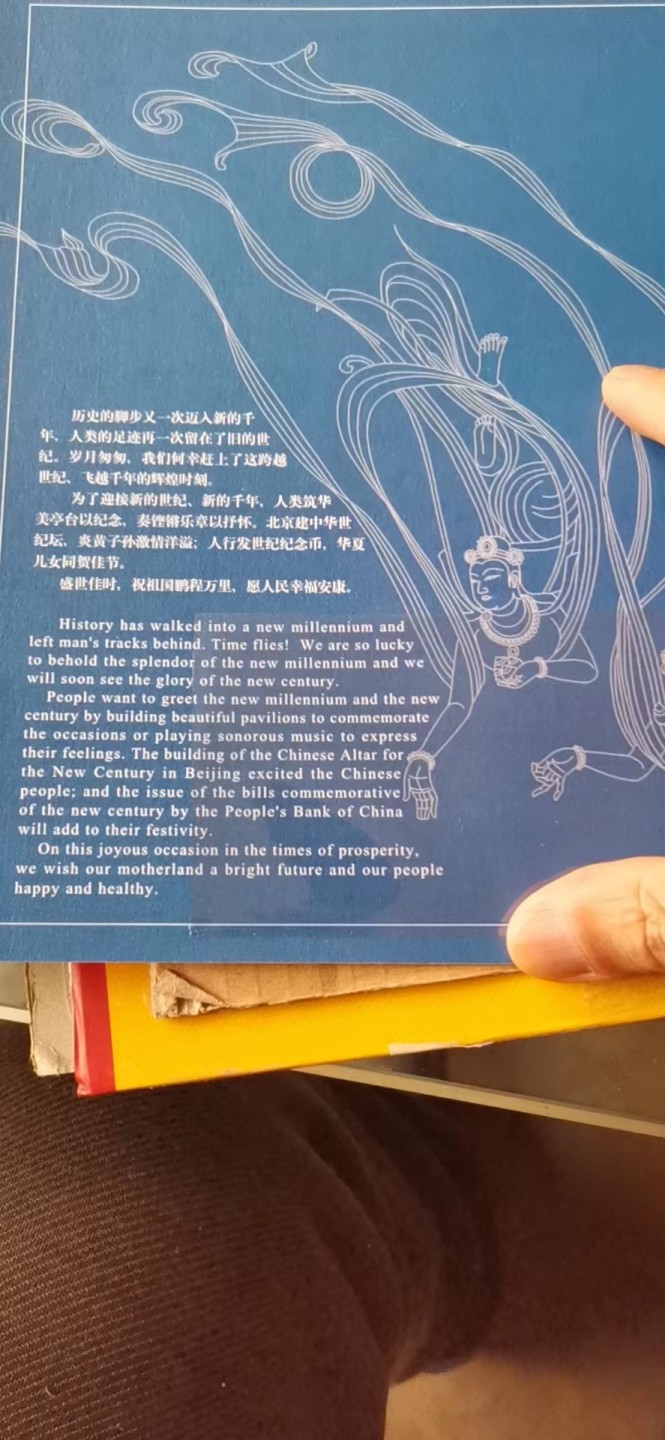 历史的脚步又一次迈入新的千
年、人类的足迹再一次留在了旧的世
纪。岁月匆匆，我们何幸赶上了这跨越
世纪、飞越千年的辉煌时刻。
为了迎接新的世纪、新的千年，人类筑华
美亭台以纪念，奏铿锵乐章以抒怀。北京建中华世
纪坛，炎黄子孙激情洋溢；人行发世纪纪念币，华夏
儿女同贺佳节。
盛世佳时，祝祖国鹏程万里，愿人民幸福安康。
History has walked into a new millennium and
left man's tracks behind. Time flies! We are so lucky
to behold the splendor of the new millennium and we
will soon see the glory of the new century.
People want to greet the new millennium and the new
century by building beautiful pavilions to commemorate
the occasions or playing sonorous music to express
their feelings. The building of the Chinese Altar for
the New Century in Beijing excited the Chinese
people; and the issue of the bills commemorative
of the new century by the People's Bank of China
will add to their festivity.
On this joyous occasion in the times of prosperity,
we wish our motherland a bright future and our people
happy and healthy.